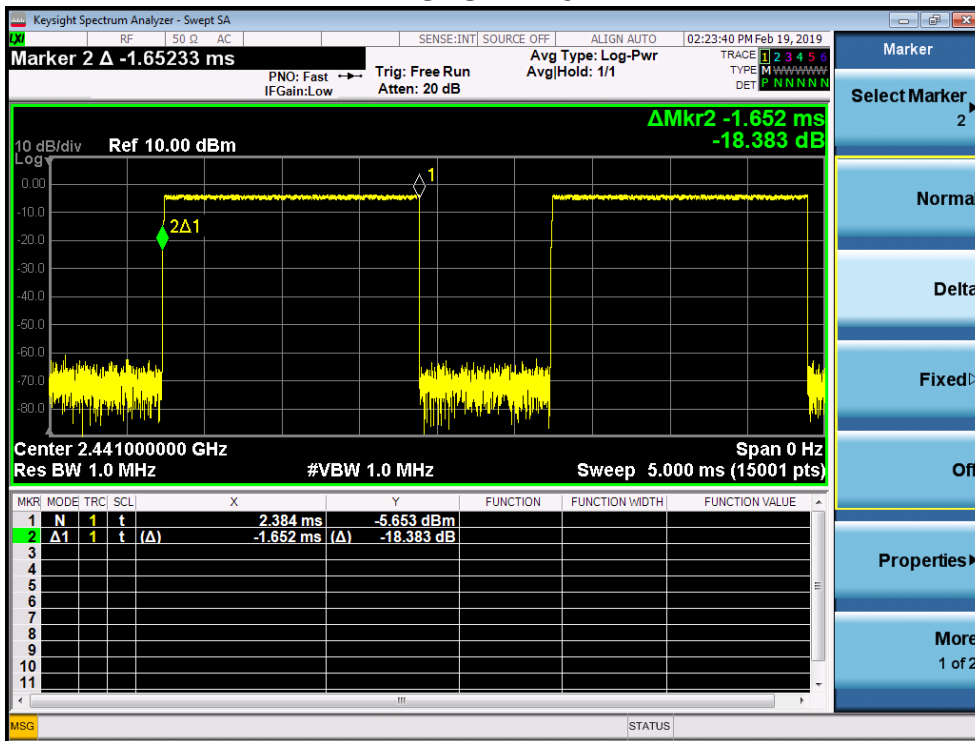 Keysight Spectrum Analyzer - Swept SA
LXI RF 50 Ω AC SENSE:INT SOURCE OFF ALIGN AUTO 02:23:40 PM Feb 19, 2019
Marker 2 Δ -1.65233 ms
PNO: Fast
IFGain:Low
Trig: Free Run
Atten: 20 dB
Avg Type: Log-Pwr
Avg|Hold: 1/1
TRACE 1 2 3 4 5 6
TYPE M W W W W W
DET P N N N N N
ΔMkr2 -1.652 ms
-18.383 dB
10 dB/div Ref 10.00 dBm
Log
0.00
-10.0
-20.0
-30.0
-40.0
-50.0
-60.0
-70.0
-80.0
1
2Δ1
Center 2.441000000 GHz Span 0 Hz
Res BW 1.0 MHz #VBW 1.0 MHz Sweep 5.000 ms (15001 pts)
MKR MODE TRC SCL X Y FUNCTION FUNCTION WIDTH FUNCTION VALUE
1 N 1 t 2.384 ms -5.653 dBm
2 Δ1 1 t (Δ) -1.652 ms (Δ) -18.383 dB
3
4
5
6
7
8
9
10
11
MSG STATUS
Marker
Select Marker
2
Normal
Delta
Fixed
Off
Properties
More
1 of 2